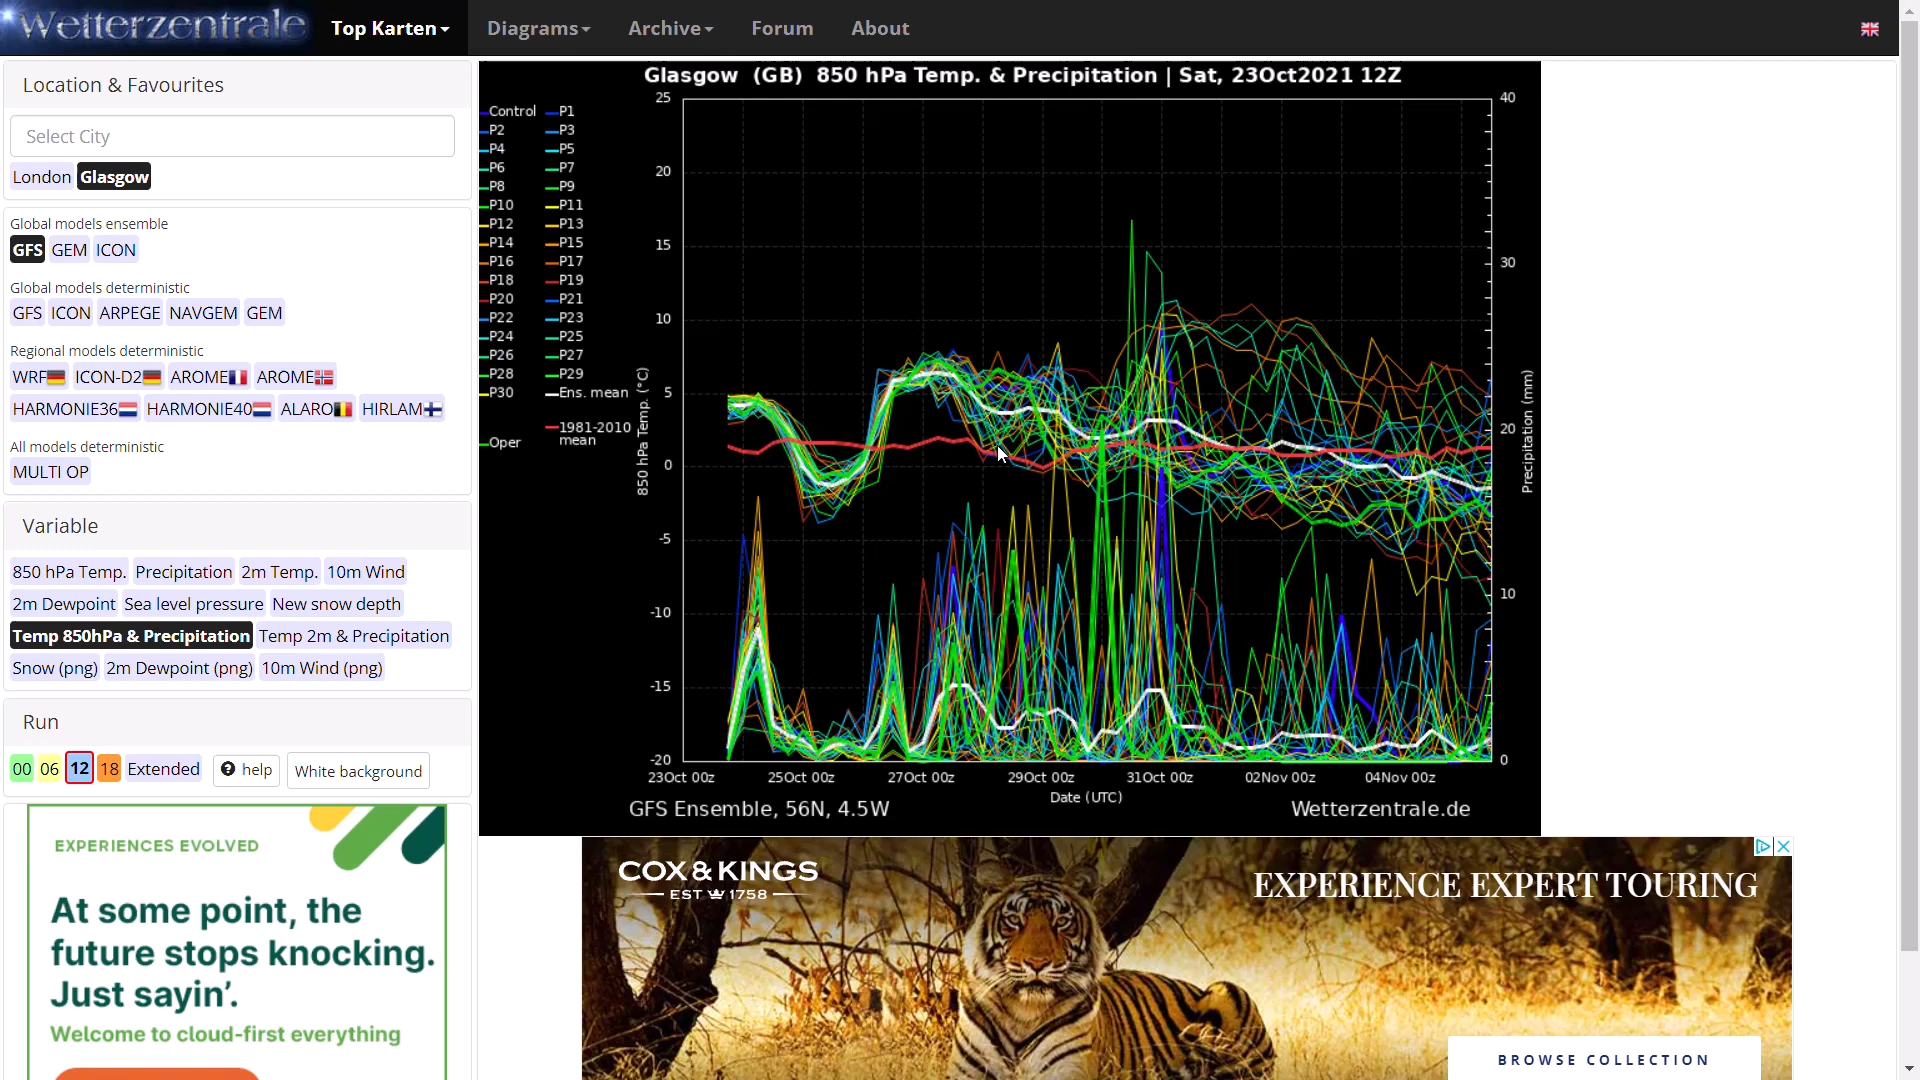 Wetterzentrale Top Karten Diagrams Archive Forum About
Location & Favourites
Select City
London Glasgow
Global models ensemble
GFS GEM ICON
Global models deterministic
GFS ICON ARPEGE NAVGEM GEM
Regional models deterministic
WRF ICON-D2 AROME AROME
HARMONIE36 HARMONIE40 ALARO HIRLAM
All models deterministic
MULTI OP
Variable
850 hPa Temp. Precipitation 2m Temp. 10m Wind
2m Dewpoint Sea level pressure New snow depth
Temp 850hPa & Precipitation Temp 2m & Precipitation
Snow (png) 2m Dewpoint (png) 10m Wind (png)
Run
00 06 12 18 Extended help White background
EXPERIENCES EVOLVED
At some point, the
future stops knocking.
Just sayin’.
Welcome to cloud-first everything
Glasgow (GB) 850 hPa Temp. & Precipitation | Sat, 23Oct2021 12Z
Control P1
P2 P3
P4 P5
P6 P7
P8 P9
P10 P11
P12 P13
P14 P15
P16 P17
P18 P19
P20 P21
P22 P23
P24 P25
P26 P27
P28 P29
P30 Ens. mean
Oper 1981-2010
mean
850 hPa Temp. (°C)
25
20
15
10
5
0
-5
-10
-15
-20
40
30
20
10
0
Precipitation (mm)
23Oct 00z 25Oct 00z 27Oct 00z 29Oct 00z 31Oct 00z 02Nov 00z 04Nov 00z
Date (UTC)
GFS Ensemble, 56N, 4.5W Wetterzentrale.de
COX & KINGS
EST 1758
EXPERIENCE EXPERT TOURING
BROWSE COLLECTION